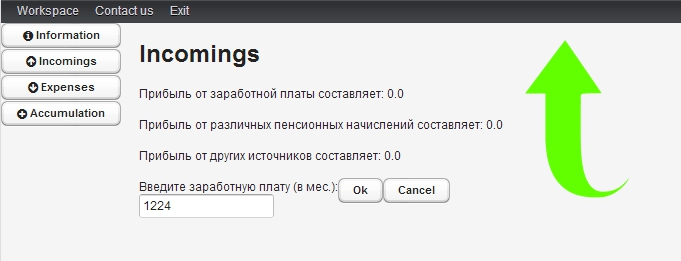 Workspace Contact us Exit
Information
Incomings
Expenses
Accumulation
Incomings
Прибыль от заработной платы составляет: 0.0
Прибыль от различных пенсионных начислений составляет: 0.0
Прибыль от других источников составляет: 0.0
Введите заработную плату (в мес.): Ok Cancel
1224